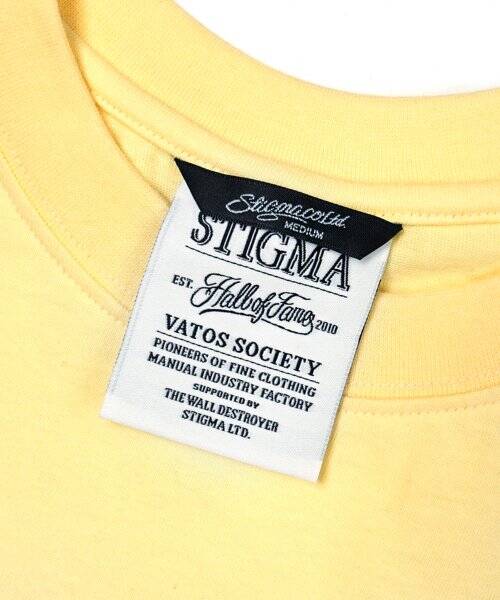 Stigma.co.Ltd.
MEDIUM
STIGMA
EST. Hall of Fame 2010
VATOS SOCIETY
PIONEERS OF FINE CLOTHING
MANUAL INDUSTRY FACTORY
SUPPORTED BY
THE WALL DESTROYER
STIGMA LTD.